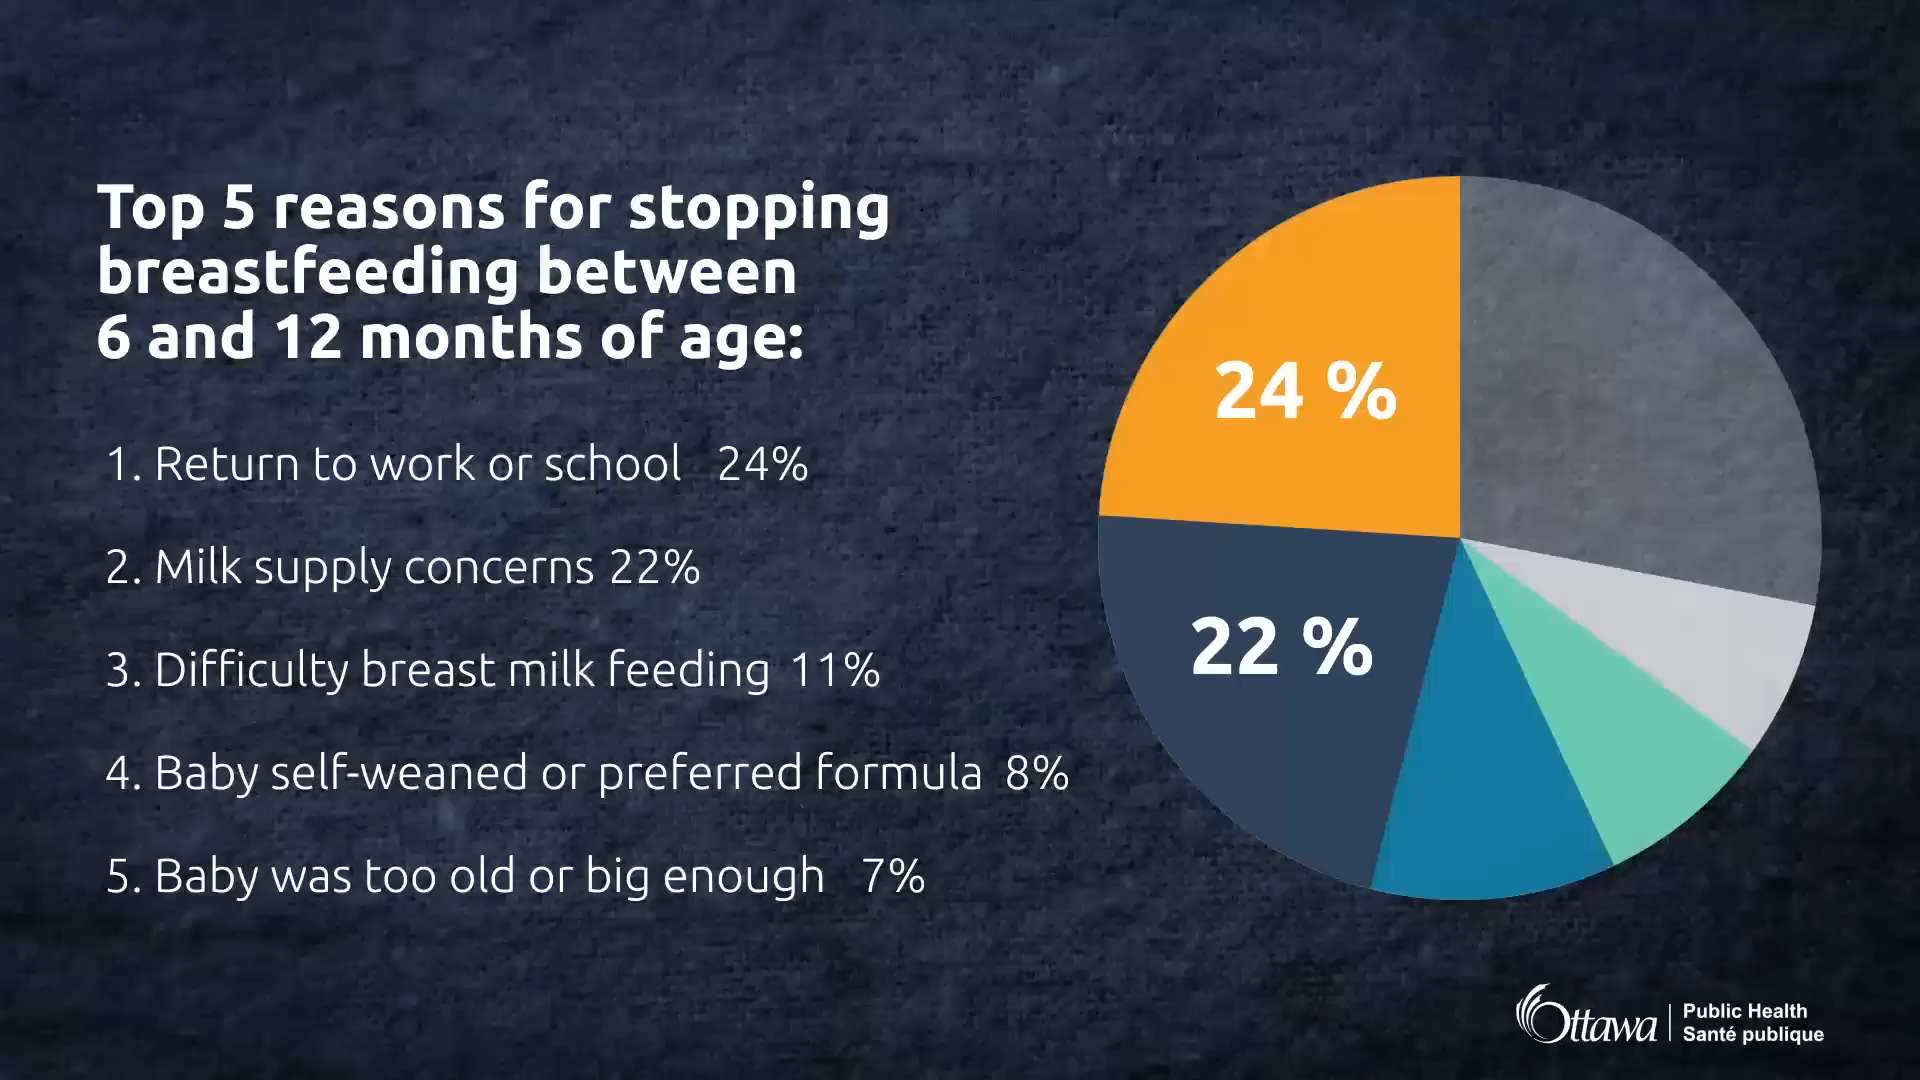 Top 5 reasons for stopping
breastfeeding between
6 and 12 months of age:
1. Return to work or school 24%
2. Milk supply concerns 22%
3. Difficulty breast milk feeding 11%
4. Baby self-weaned or preferred formula 8%
5. Baby was too old or big enough 7%
24 %
22 %
Ottawa
Public Health
Santé publique